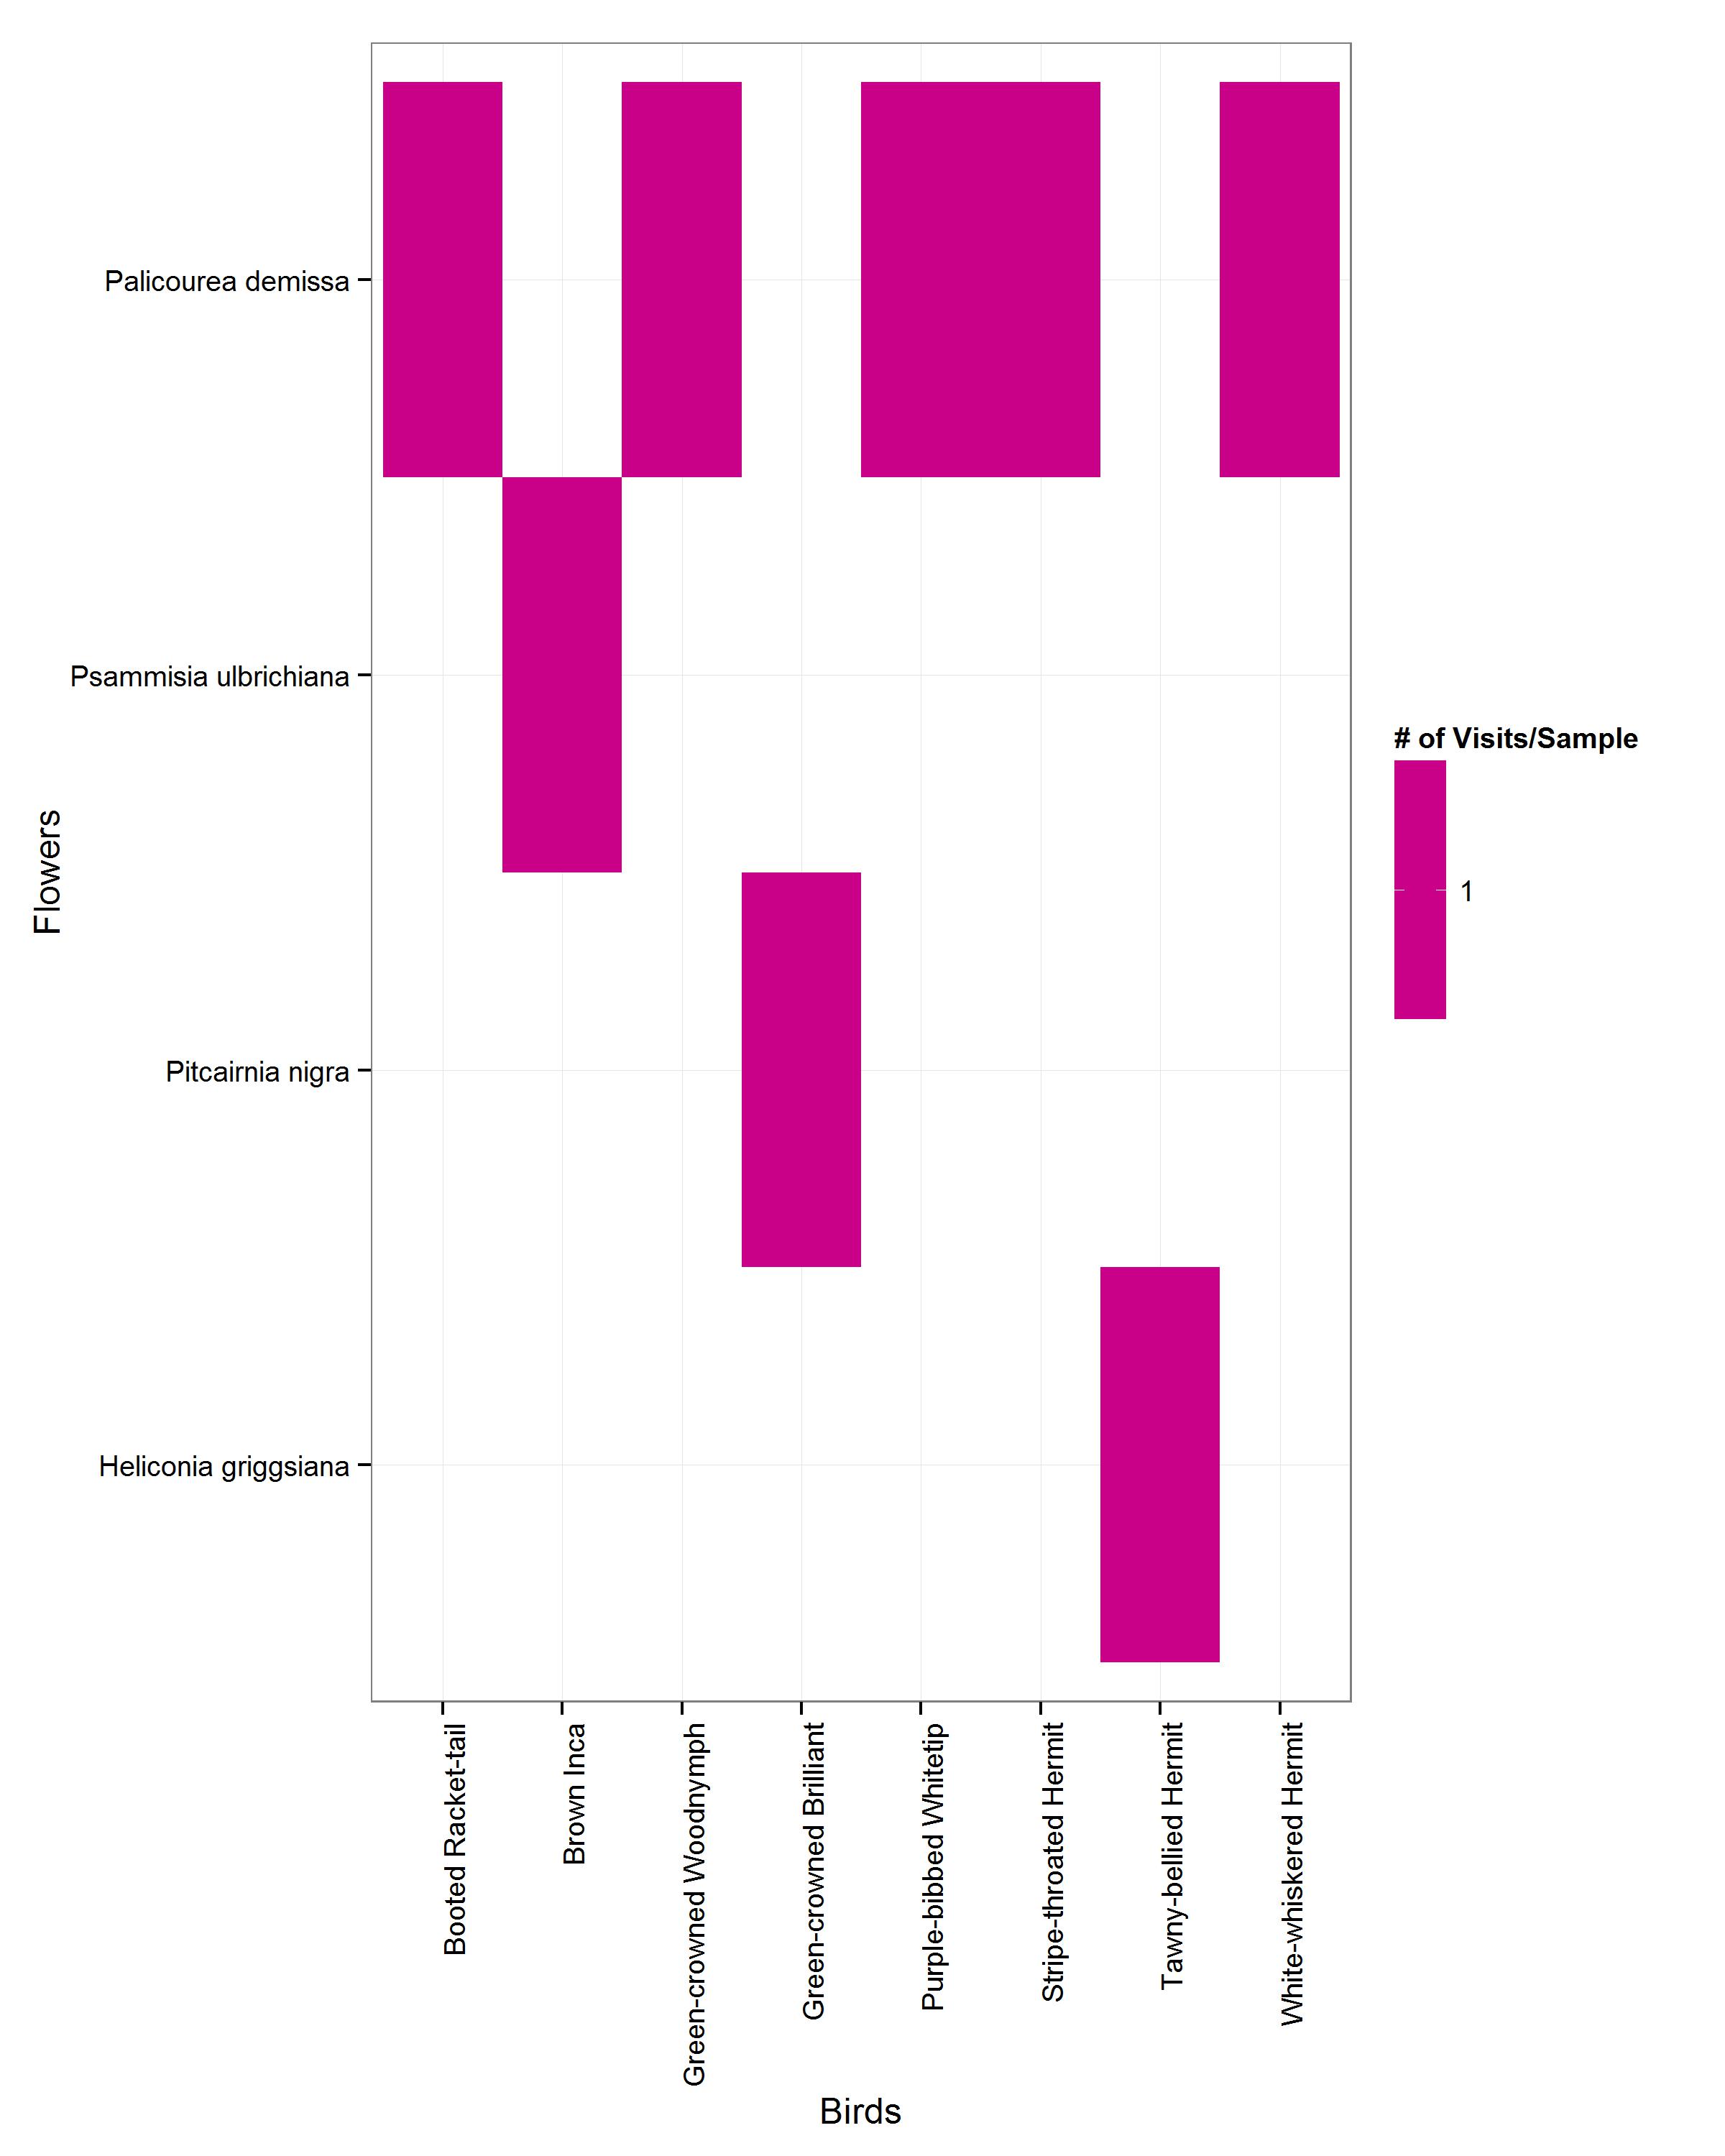 Palicourea demissa
Psammisia ulbrichiana
Pitcairnia nigra
Heliconia griggsiana
Flowers
# of Visits/Sample
1
Booted Racket-tail
Brown Inca
Green-crowned Woodnymph
Green-crowned Brilliant
Purple-bibbed Whitetip
Stripe-throated Hermit
Tawny-bellied Hermit
White-whiskered Hermit
Birds